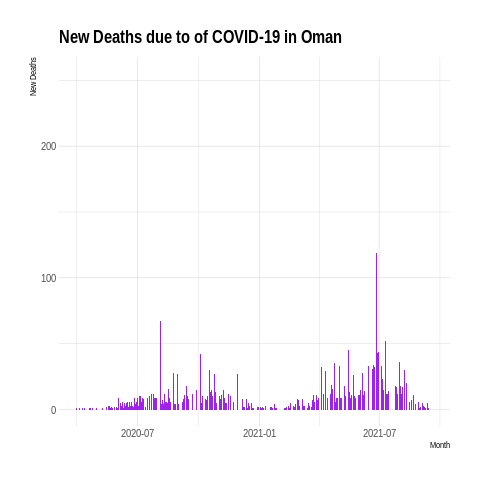 New Deaths due to of COVID-19 in Oman
New Deaths
200
100
0
2020-07
2021-01
2021-07
Month